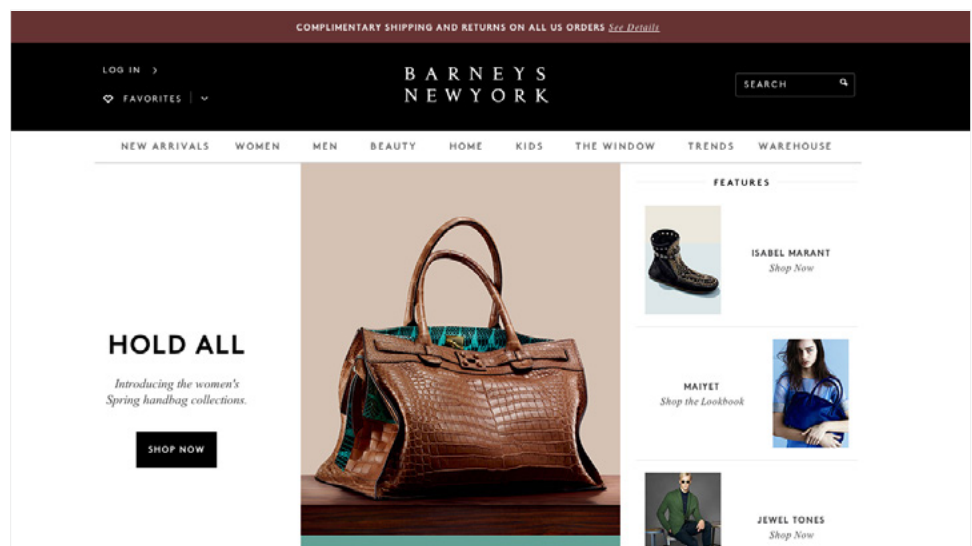 COMPLIMENTARY SHIPPING AND RETURNS ON ALL US ORDERS See Details
LOG IN
FAVORITES
BARNEYS
NEWYORK
SEARCH
NEW ARRIVALS WOMEN MEN BEAUTY HOME KIDS THE WINDOW TRENDS WAREHOUSE
HOLD ALL
Introducing the women's
Spring handbag collections.
SHOP NOW
FEATURES
ISABEL MARANT
Shop Now
MAIYET
Shop the Lookbook
JEWEL TONES
Shop Now